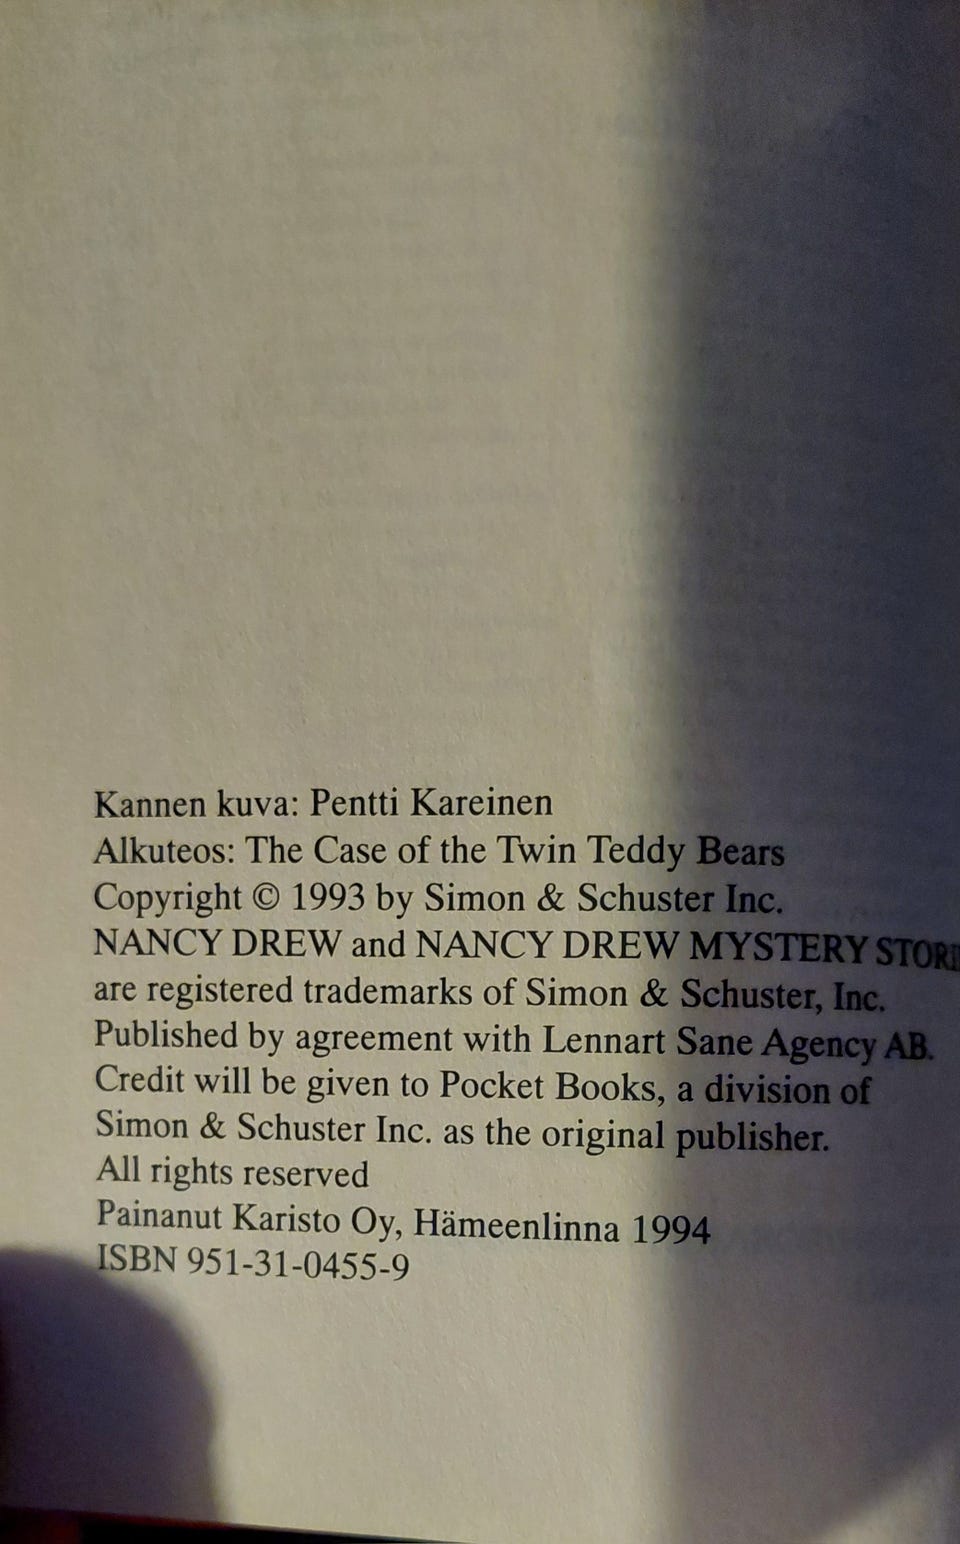 Kannen kuva: Pentti Kareinen
Alkuteos: The Case of the Twin Teddy Bears
Copyright © 1993 by Simon & Schuster Inc.
NANCY DREW and NANCY DREW MYSTERY
are registered trademarks of Simon & Schuster, Inc.
Published by agreement with Lennart Sane Agency AB.
Credit will be given to Pocket Books, a division of
Simon & Schuster Inc. as the original publisher.
All rights reserved
Painanut Karisto Oy, Hämeenlinna 1994
ISBN 951-31-0455-9